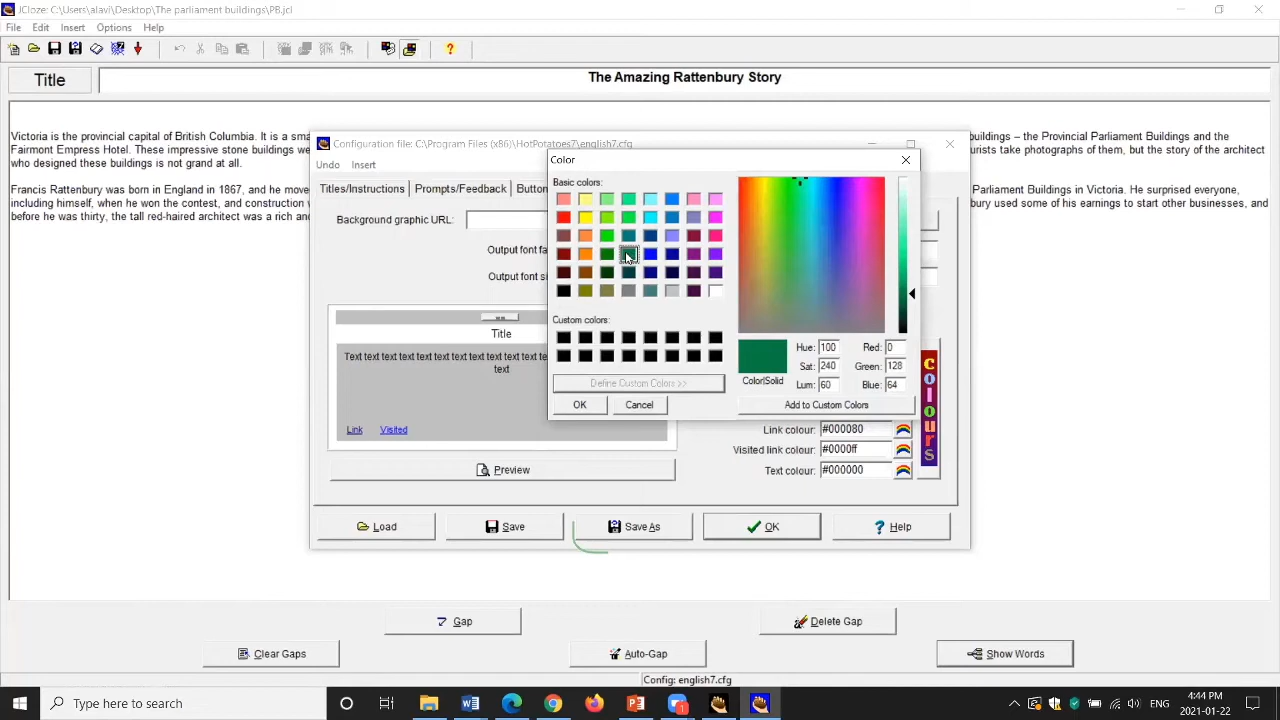 JCloze: C:\Users\alavi\Desktop\The parliament buildings\PB.jcl
File Edit Insert Options Help
Title
The Amazing Rattenbury Story
Victoria is the provincial capital of British Columbia. It is a sma
buildings – the Provincial Parliament Buildings and the
Fairmont Empress Hotel. These impressive stone buildings we
urists take photographs of them, but the story of the architect
who designed these buildings is not grand at all.
Francis Rattenbury was born in England in 1867, and he move
Parliament Buildings in Victoria. He surprised everyone,
including himself, when he won the contest, and construction
bury used some of his earnings to start other businesses, and
before he was thirty, the tall red-haired architect was a rich an
Configuration file: C:\Program Files (x86)\HotPotatoes7\english7.cfg
Undo Insert
Titles/Instructions Prompts/Feedback Button
Background graphic URL:
Output font fa
Output font si
Title
Text text text text text text text text text text text text
text
Link Visited
Preview
Color
Basic colors:
Custom colors:
Define Custom Colors >>
OK Cancel
Hue: 100 Red: 0
Sat: 240 Green: 128
Color|Solid Lum: 60 Blue: 64
Add to Custom Colors
Link colour: #000080
Visited link colour: #0000ff
Text colour: #000000
Colours
Load Save Save As OK Help
Gap Delete Gap
Clear Gaps Auto-Gap Show Words
Config: english7.cfg
Type here to search
1
4:44 PM
2021-01-22